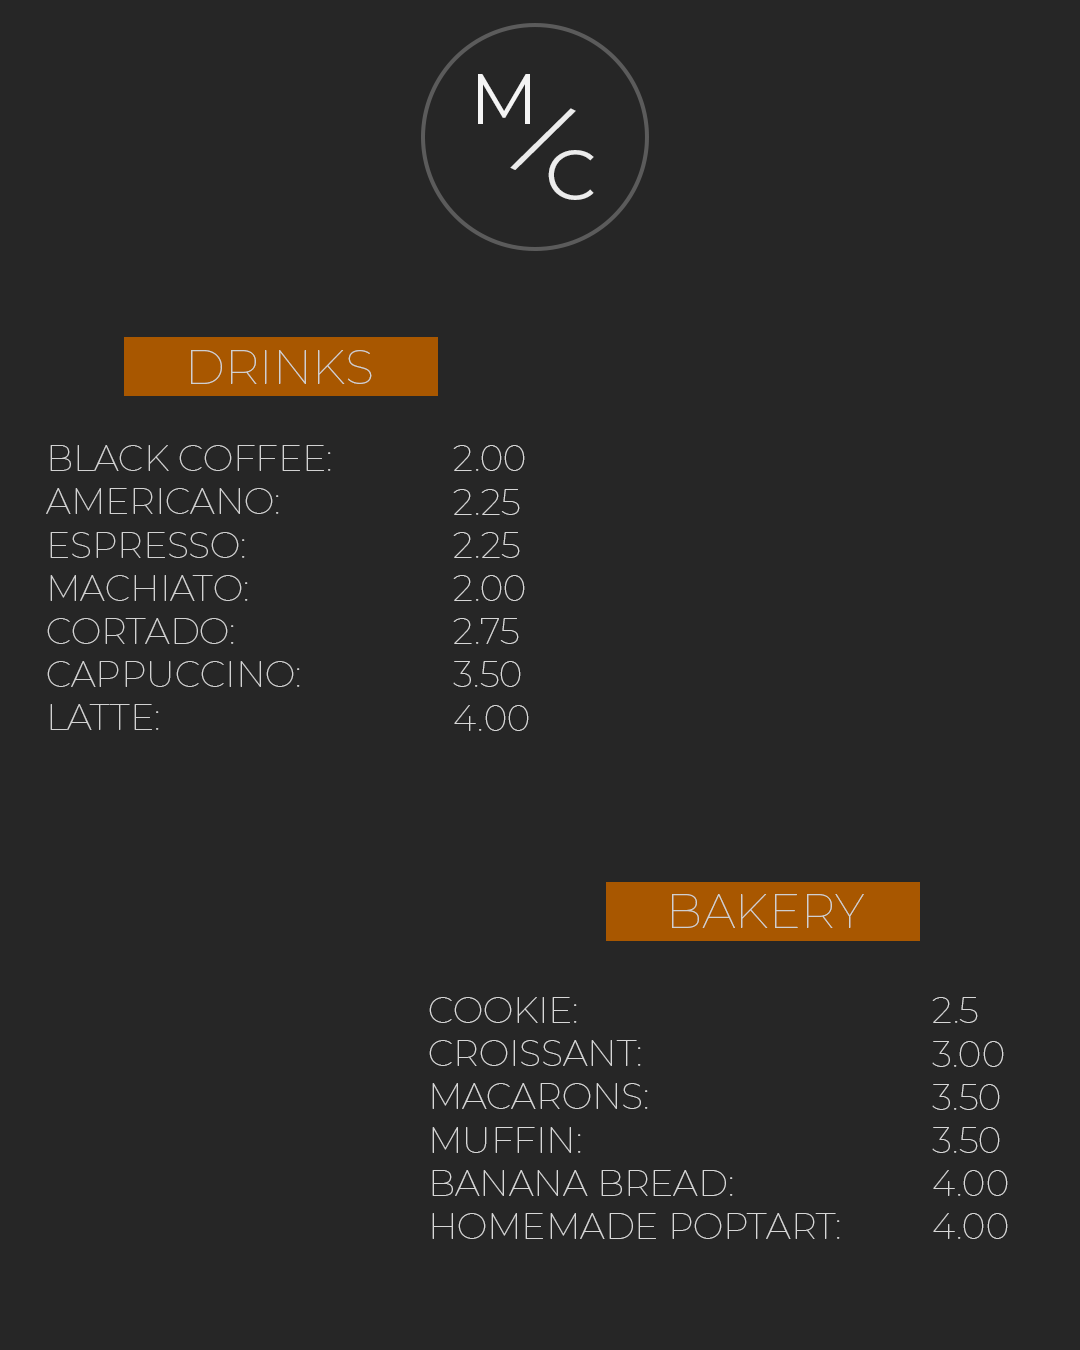 M/C
DRINKS
BLACK COFFEE: 2.00
AMERICANO: 2.25
ESPRESSO: 2.25
MACHIATO: 2.00
CORTADO: 2.75
CAPPUCCINO: 3.50
LATTE: 4.00
BAKERY
COOKIE: 2.5
CROISSANT: 3.00
MACARONS: 3.50
MUFFIN: 3.50
BANANA BREAD: 4.00
HOMEMADE POPTART: 4.00